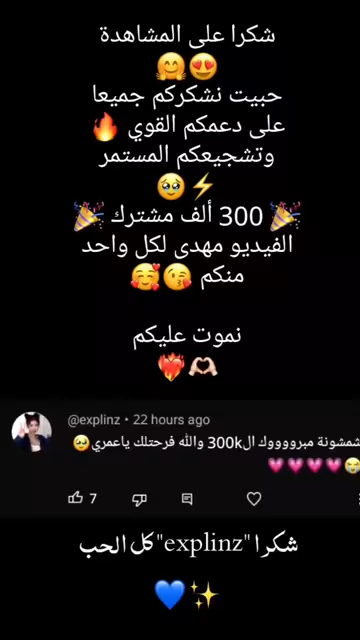 شكرا على المشاهدة
😍🤗
حبيت نشكركم جميعا
على دعمكم القوي 🔥
وتشجيعكم المستمر
⚡🥹
🎉 300 ألف مشترك 🎉
الفيديو مهدى لكل واحد
منكم 😘🥰
نموت عليكم
🫶🏻❤️‍🔥
@explinz • 22 hours ago
شمشونة مبرووووك ال300k والله فرحتلك ياعمري🥹
😭💗💗💗💗
7
شكرا "explinz" كل الحب
✨💙